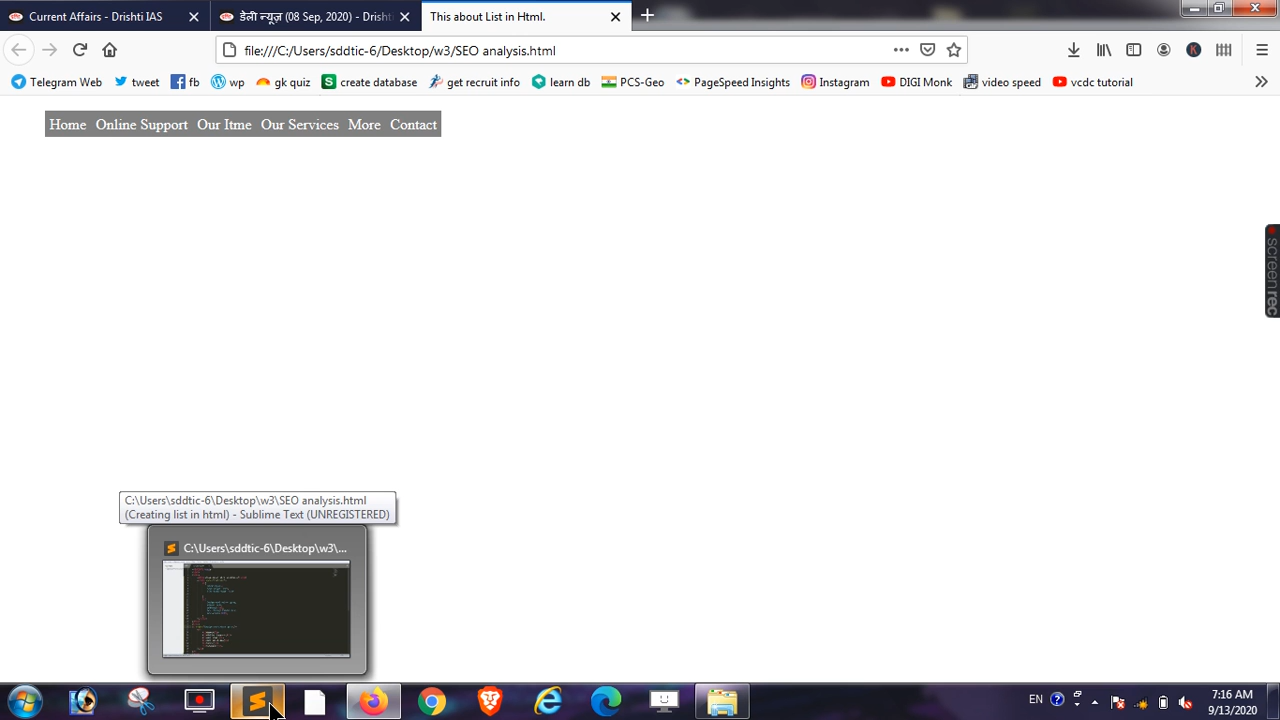 Current Affairs - Drishti IAS
डेली न्यूज़ (08 Sep, 2020) - Drisht
This about List in Html.
file:///C:/Users/sddtic-6/Desktop/w3/SEO analysis.html
Telegram Web tweet fb wp gk quiz create database get recruit info learn db PCS-Geo PageSpeed Insights Instagram DIGI Monk video speed vcdc tutorial
Home Online Support Our Itme Our Services More Contact
screenrec
C:\Users\sddtic-6\Desktop\w3\SEO analysis.html
(Creating list in html) - Sublime Text (UNREGISTERED)
C:\Users\sddtic-6\Desktop\w3\...
EN
7:16 AM
9/13/2020